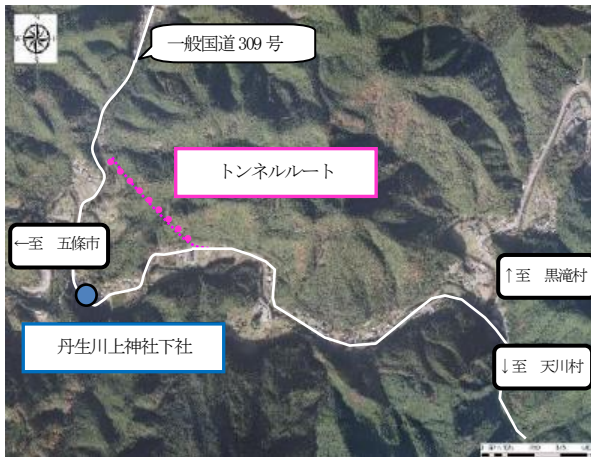 一般国道309号
トンネルルート
←至 五條市
↑至 黒滝村
丹生川上神社下社
↓至 天川村